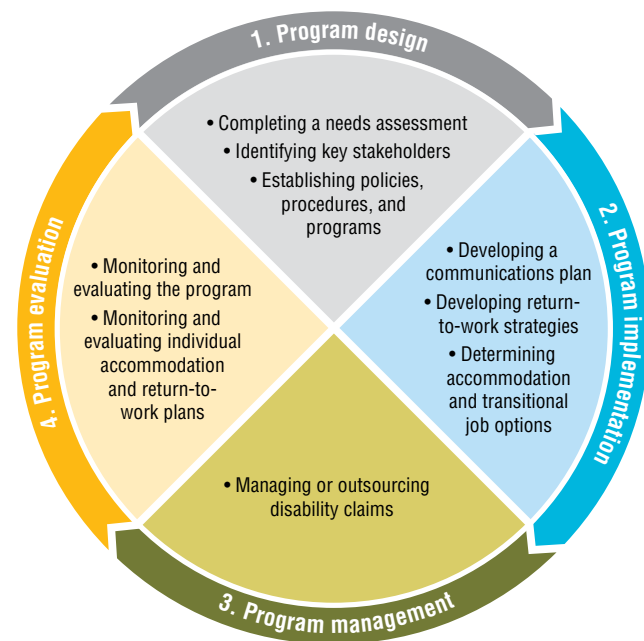 1. Program design
• Completing a needs assessment
• Identifying key stakeholders
• Establishing policies,
procedures, and
programs
2. Program implementation
• Developing a
communications plan
• Developing return-
to-work strategies
• Determining
accommodation
and transitional
job options
3. Program management
• Managing or outsourcing
disability claims
4. Program evaluation
• Monitoring and
evaluating the program
• Monitoring and
evaluating individual
accommodation
and return-to-
work plans